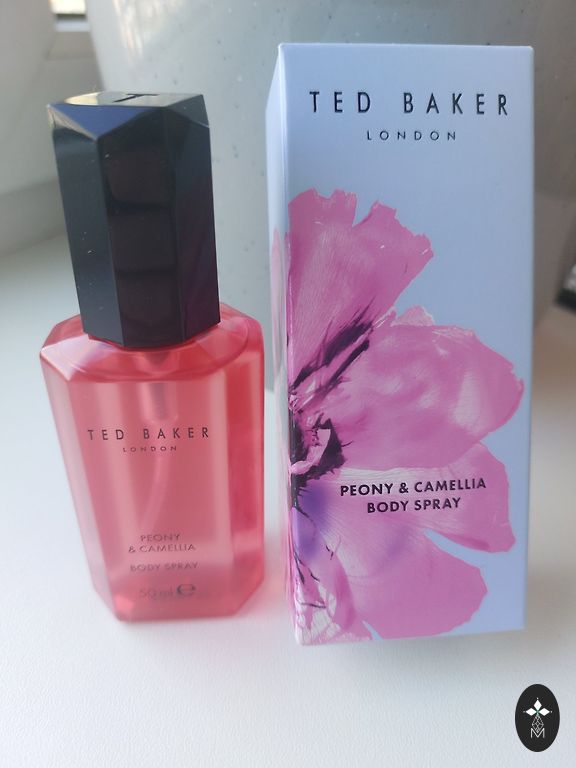 T
TED BAKER
LONDON
PEONY
& CAMELLIA
BODY SPRAY
50 ml e
TED BAKER
LONDON
PEONY & CAMELLIA
BODY SPRAY
M